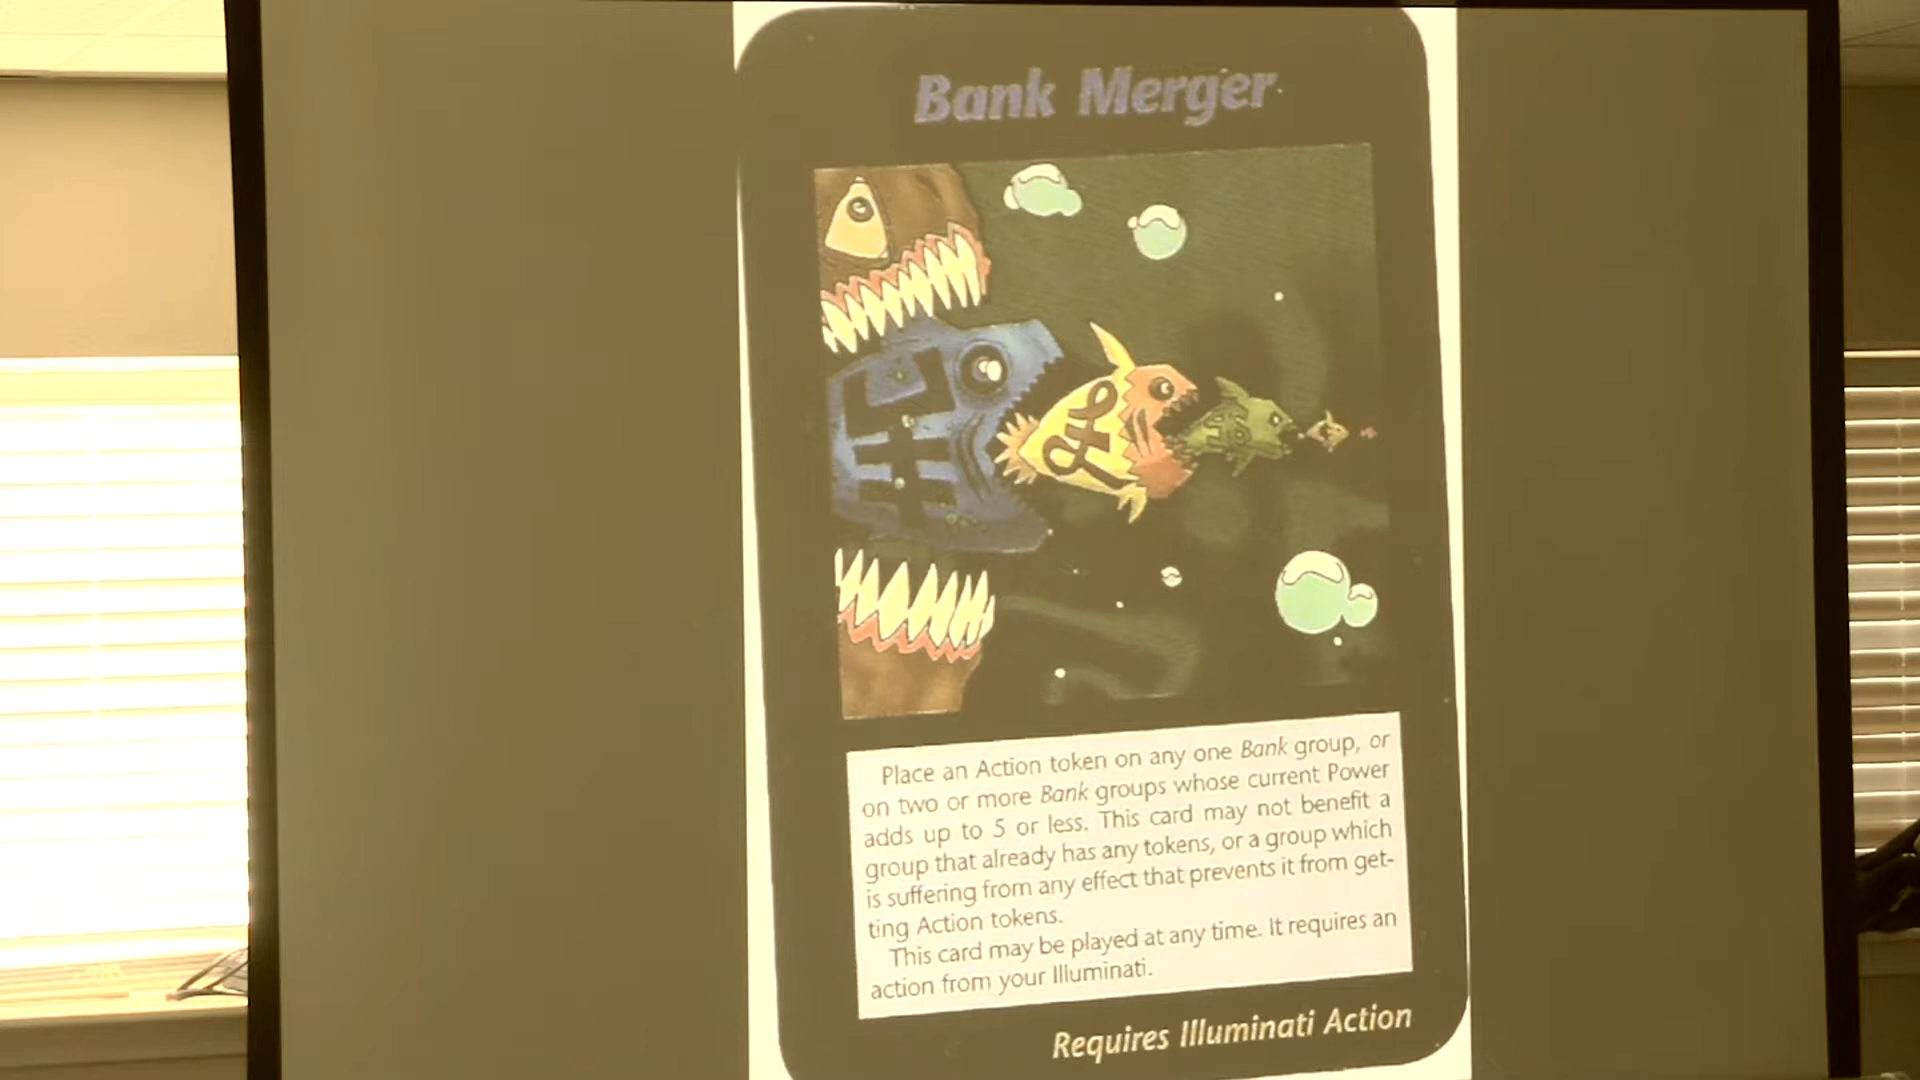 Bank Merger
£
Place an Action token on any one Bank group, or
on two or more Bank groups whose current Power
adds up to 5 or less. This card may not benefit a
group that already has any tokens, or a group which
is suffering from any effect that prevents it from get-
ting Action tokens.
This card may be played at any time. It requires an
action from your Illuminati.
Requires Illuminati Action